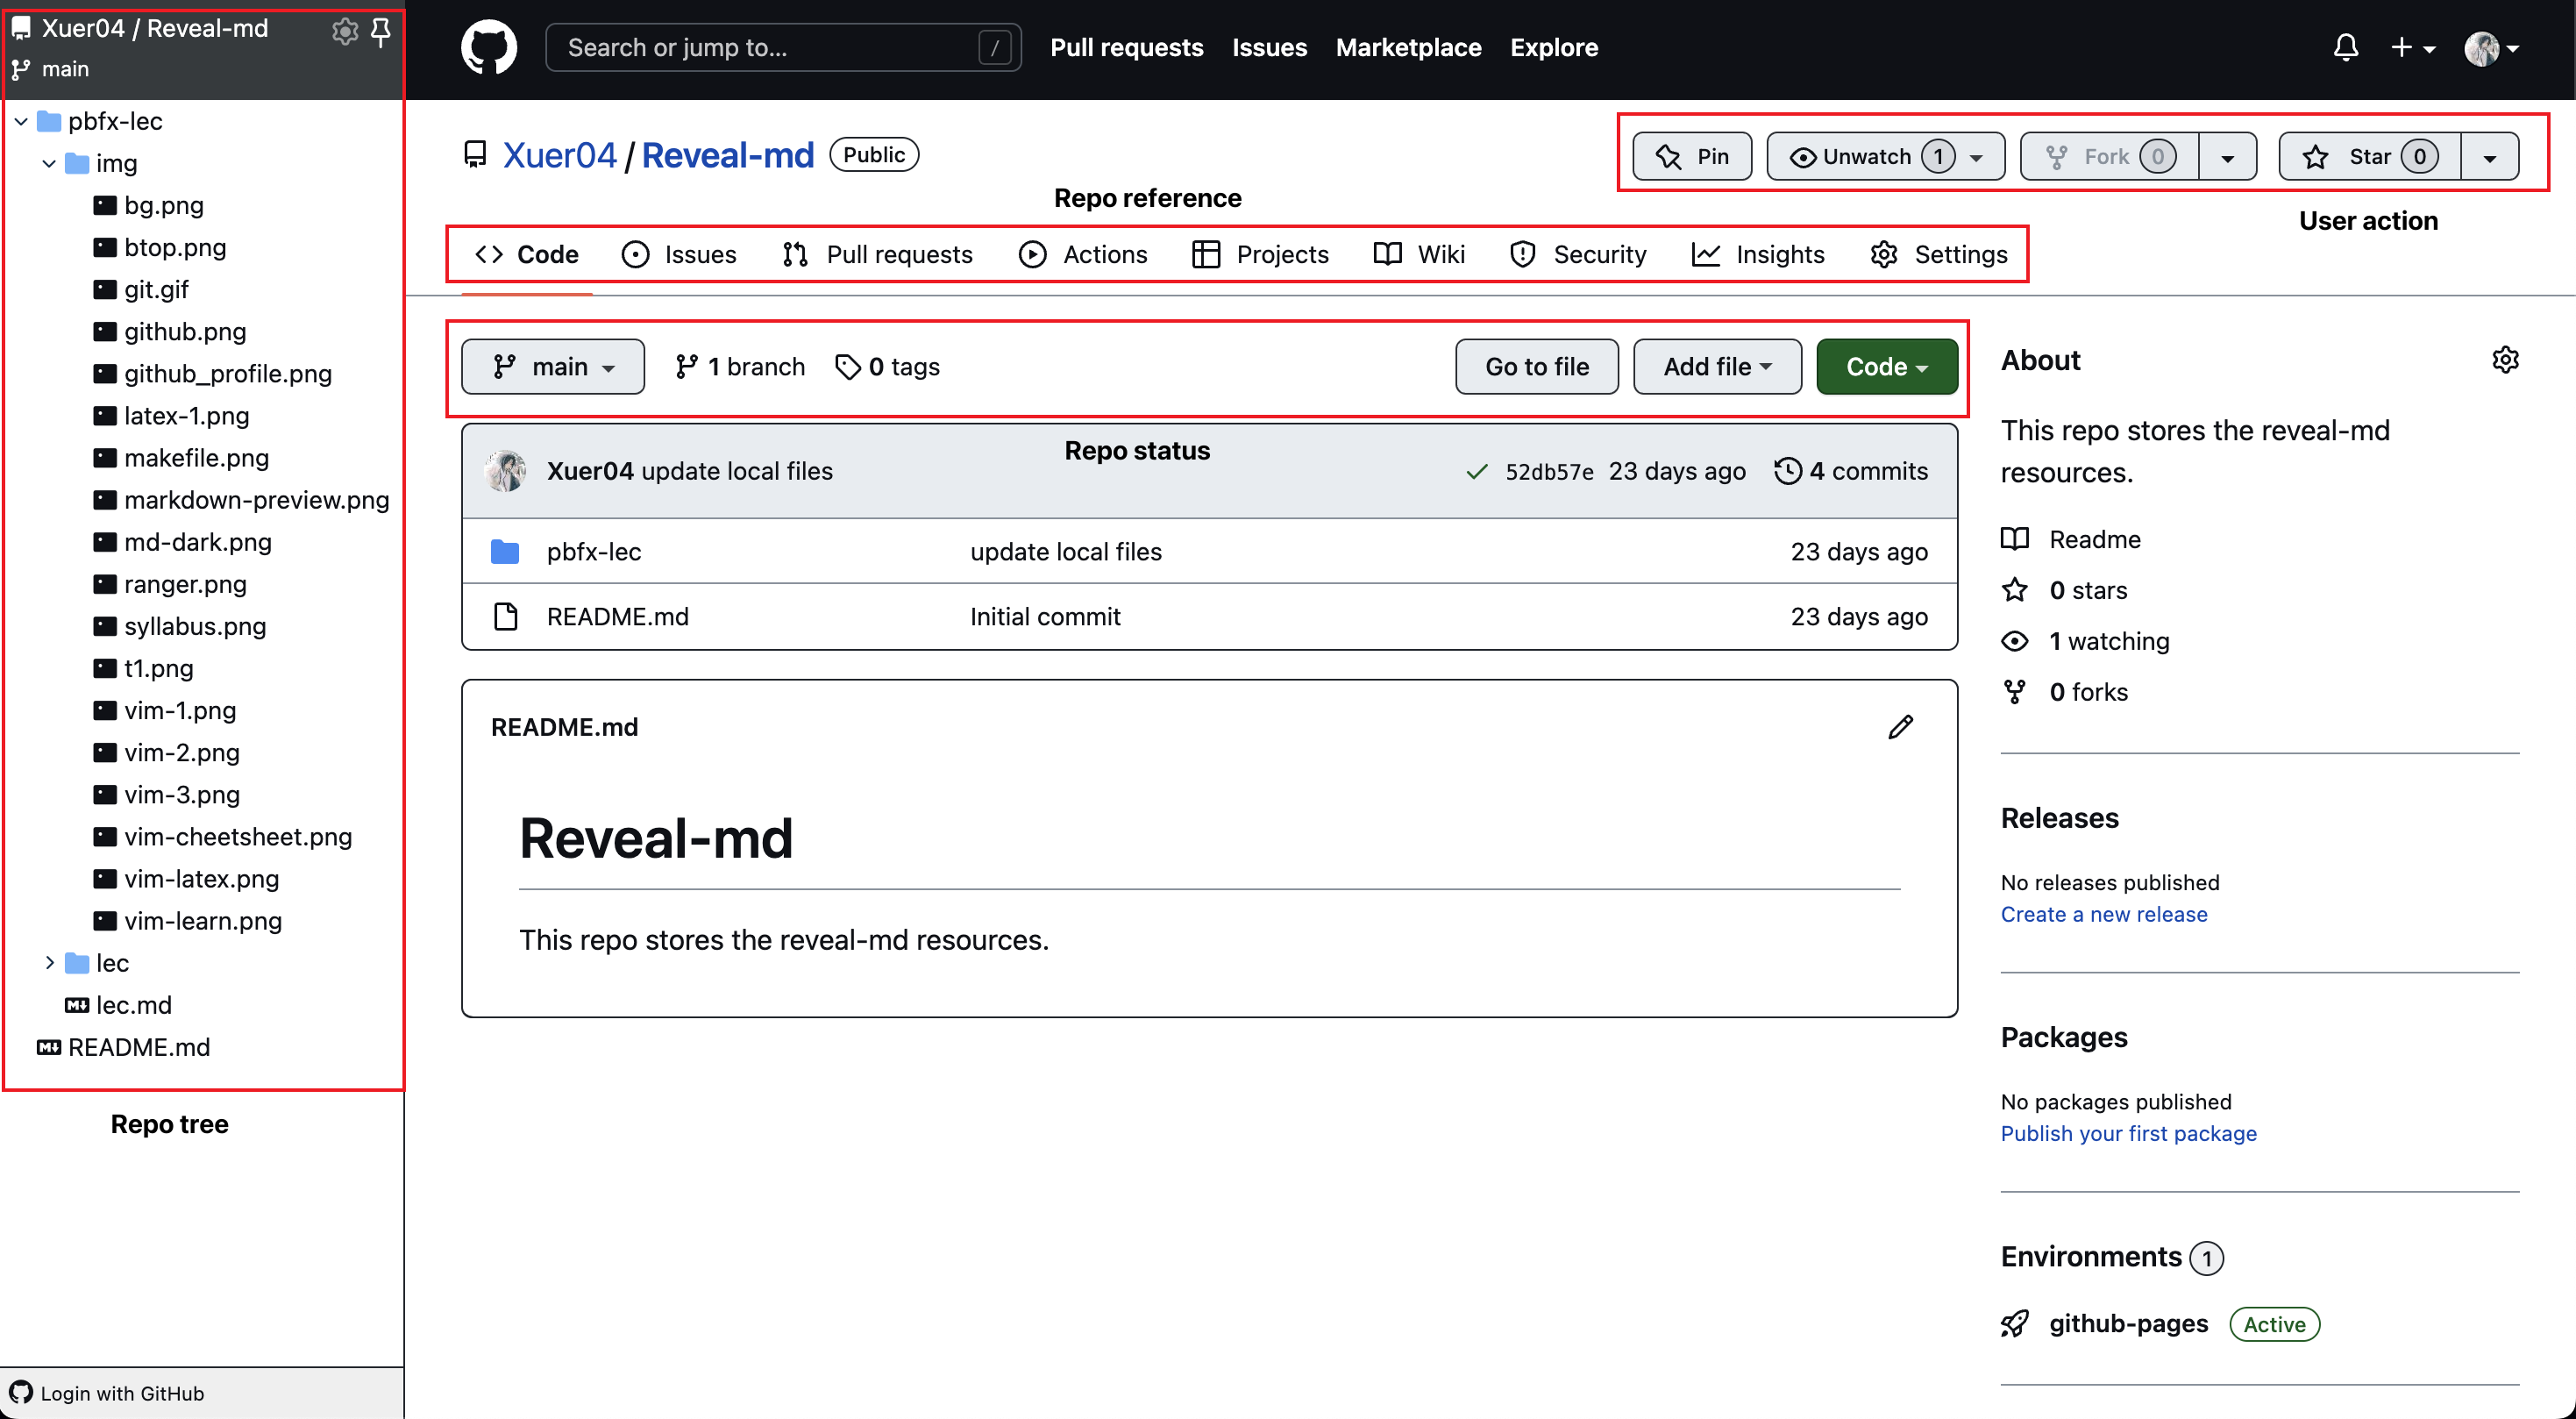 Xuer04 / Reveal-md
main
pbfx-lec
img
bg.png
btop.png
git.gif
github.png
github_profile.png
latex-1.png
makefile.png
markdown-preview.png
md-dark.png
ranger.png
syllabus.png
t1.png
vim-1.png
vim-2.png
vim-3.png
vim-cheetsheet.png
vim-latex.png
vim-learn.png
lec
lec.md
README.md
Repo tree
Login with GitHub
Search or jump to... /
Pull requests Issues Marketplace Explore
Xuer04 / Reveal-md Public
Pin Unwatch 1 Fork 0 Star 0
Repo reference
User action
Code Issues Pull requests Actions Projects Wiki Security Insights Settings
main 1 branch 0 tags Go to file Add file Code
Repo status
Xuer04 update local files 52db57e 23 days ago 4 commits
pbfx-lec update local files 23 days ago
README.md Initial commit 23 days ago
README.md
Reveal-md
This repo stores the reveal-md resources.
About
This repo stores the reveal-md
resources.
Readme
0 stars
1 watching
0 forks
Releases
No releases published
Create a new release
Packages
No packages published
Publish your first package
Environments 1
github-pages Active